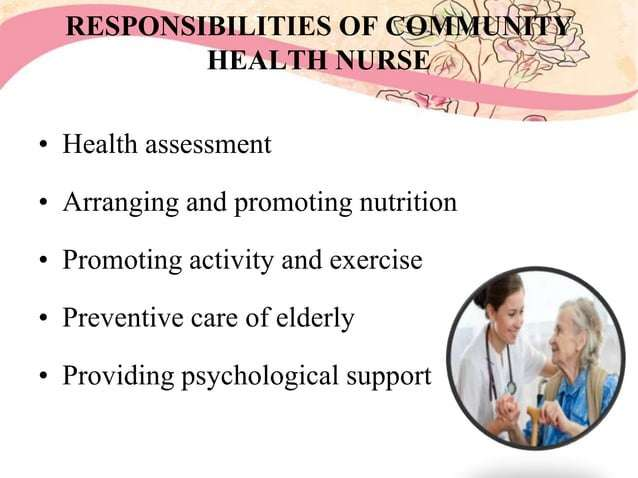 RESPONSIBILITIES OF COMMUNITY
HEALTH NURSE
• Health assessment
• Arranging and promoting nutrition
• Promoting activity and exercise
• Preventive care of elderly
• Providing psychological support